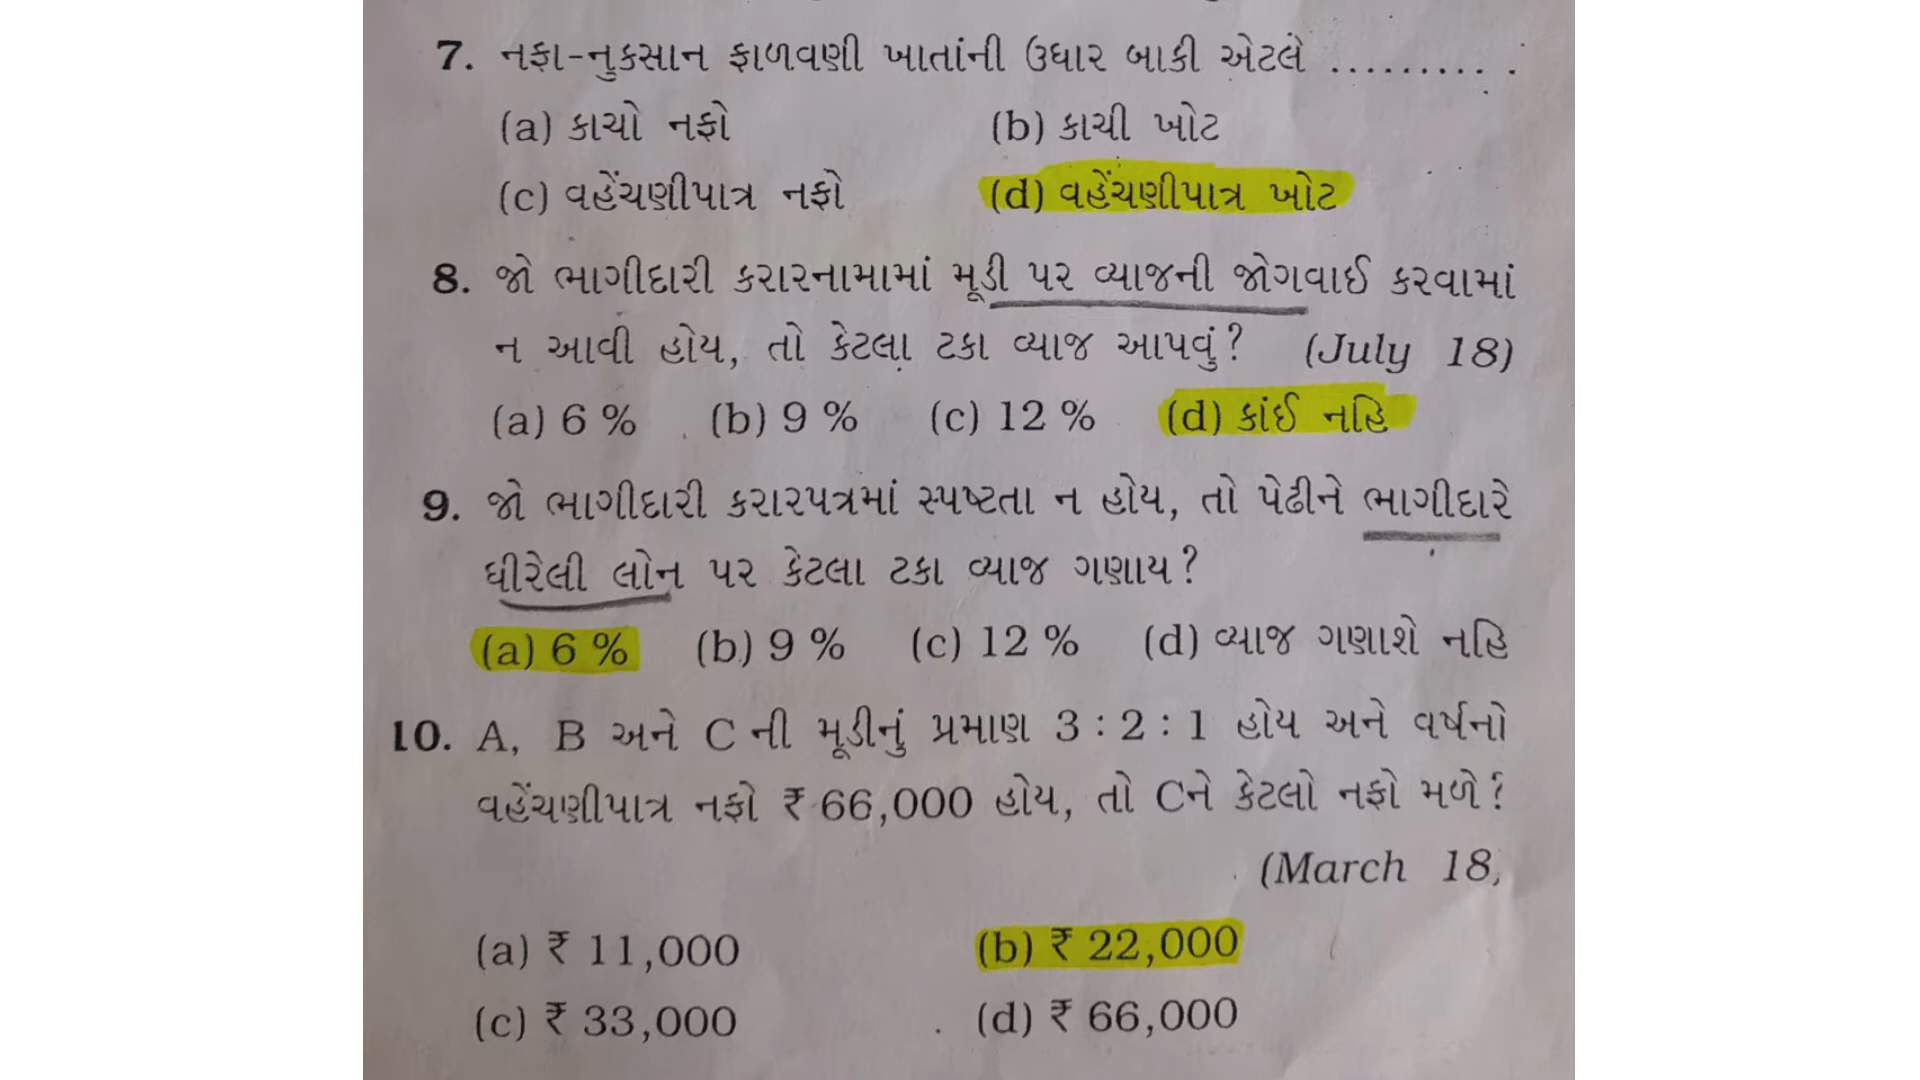 7. નફા-નુકસાન ફાળવણી ખાતાંની ઉધાર બાકી એટલે ..........
(a) કાચો નફો (b) કાચી ખોટ
(c) વહેંચણીપાત્ર નફો (d) વહેંચણીપાત્ર ખોટ
8. જો ભાગીદારી કરારનામામાં મૂડી પર વ્યાજની જોગવાઈ કરવામાં
ન આવી હોય, તો કેટલા ટકા વ્યાજ આપવું? (July 18)
(a) 6 % (b) 9 % (c) 12 % (d) કાંઈ નહિ
9. જો ભાગીદારી કરારપત્રમાં સ્પષ્ટતા ન હોય, તો પેઢીને ભાગીદારે
ધીરેલી લોન પર કેટલા ટકા વ્યાજ ગણાય?
(a) 6 % (b) 9 % (c) 12 % (d) વ્યાજ ગણાશે નહિ
10. A, B અને C ની મૂડીનું પ્રમાણ 3 : 2 : 1 હોય અને વર્ષનો
વહેંચણીપાત્ર નફો ₹ 66,000 હોય, તો Cને કેટલો નફો મળે?
(March 18,
(a) ₹ 11,000 (b) ₹ 22,000
(c) ₹ 33,000 (d) ₹ 66,000